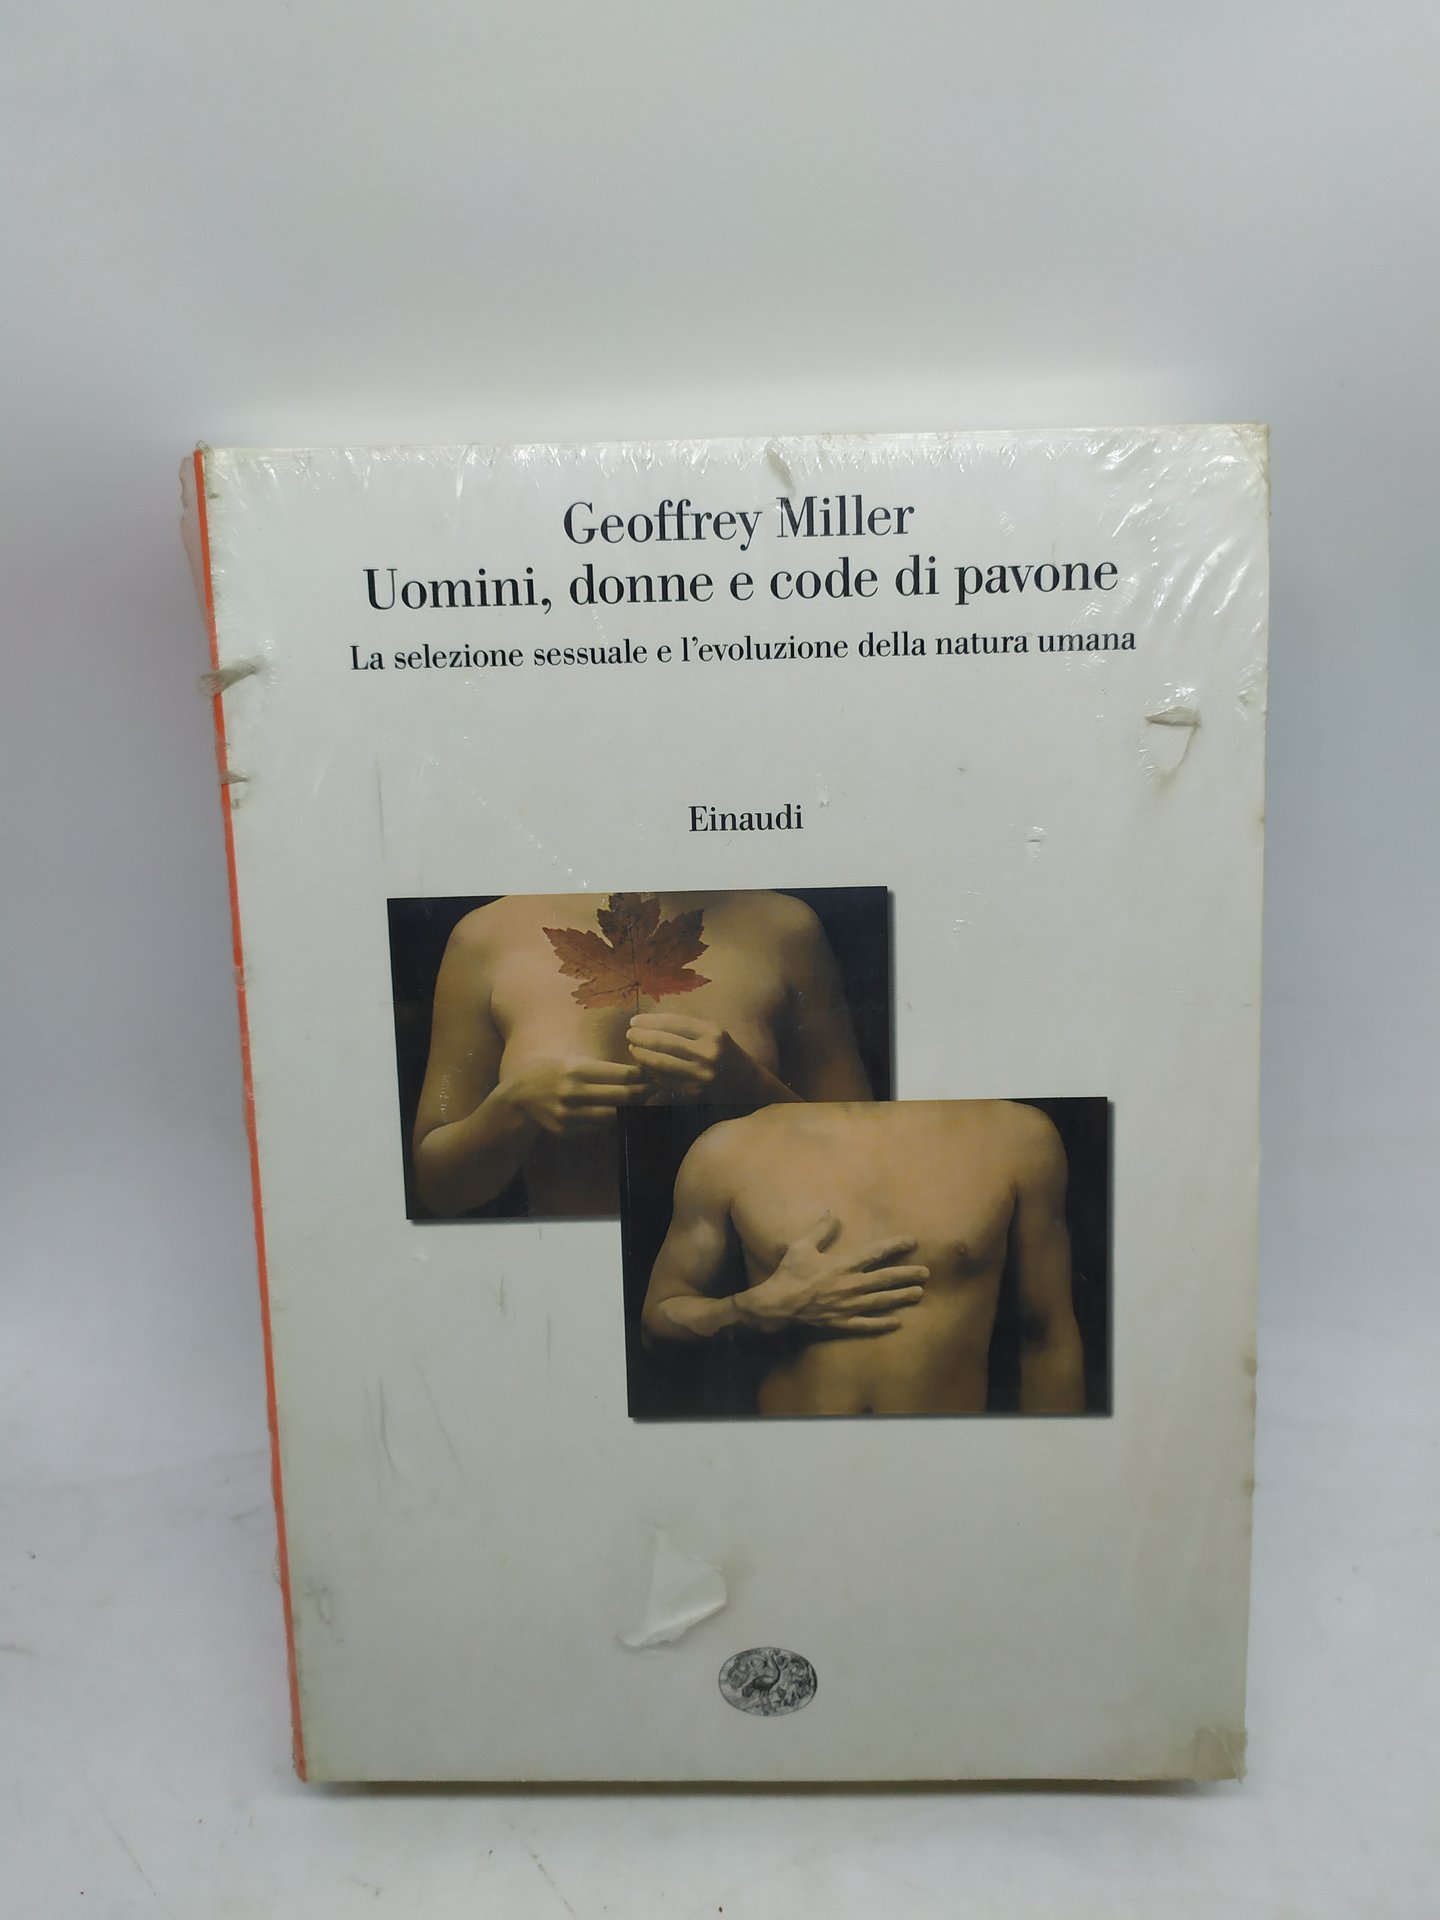 Geoffrey Miller
Uomini, donne e code di pavone
La selezione sessuale e l'evoluzione della natura umana
Einaudi